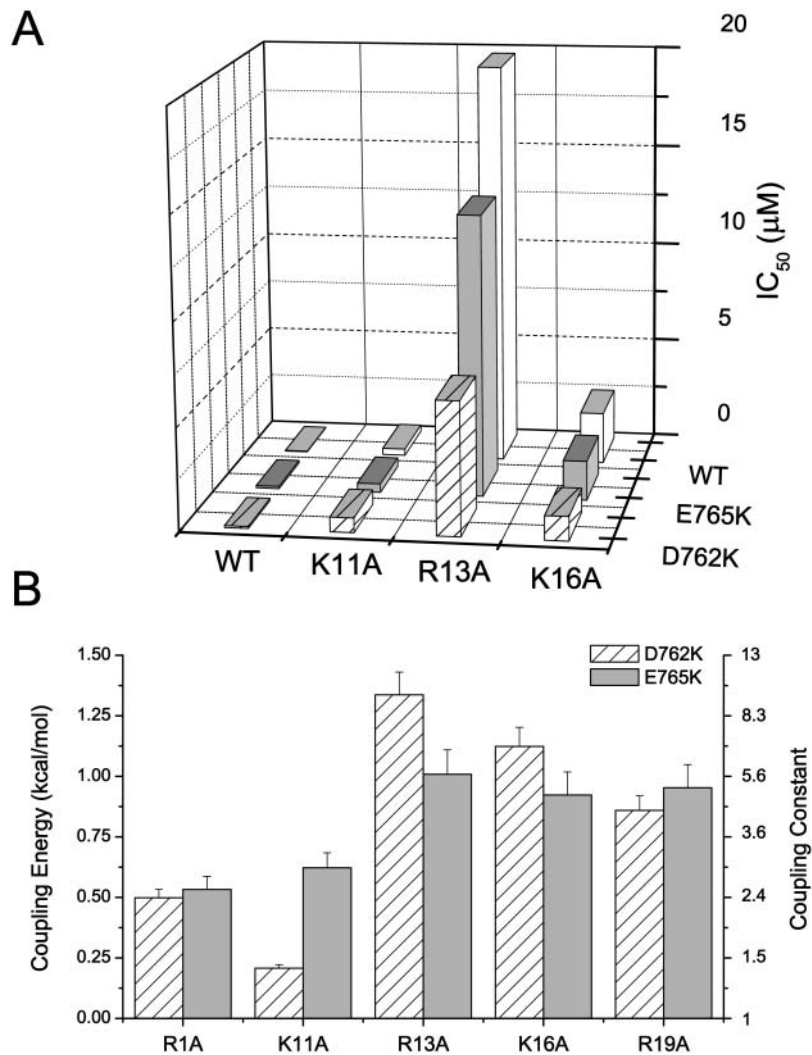 A
20
15
10
5
0
IC50 (μM)
WT
E765K
D762K
WT
K11A
R13A
K16A
B
1.50
1.25
1.00
0.75
0.50
0.25
0.00
Coupling Energy (kcal/mol)
D762K
E765K
13
8.3
5.6
3.6
2.4
1.5
1
Coupling Constant
R1A
K11A
R13A
K16A
R19A